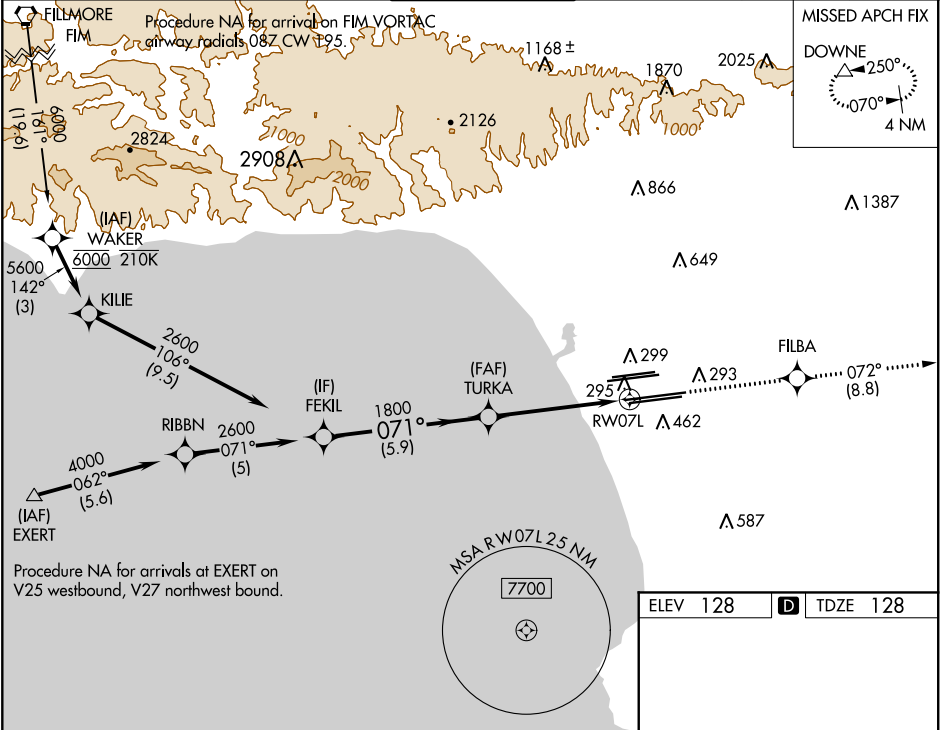 FILLMORE
FIM
Procedure NA for arrival on FIM VORTAC
airway radials 087 CW 195.
MISSED APCH FIX
DOWNE
250°
070°
4 NM
1168 ±
1870
2025
6000
161°
(19.6)
2824
1000
2908
2000
2126
1000
866
1387
649
(IAF)
WAKER
6000 210K
5600
142°
(3)
KILIE
2600
106°
(9.5)
(FAF)
TURKA
299
293
295
RW07L
462
FILBA
072°
(8.8)
(IF)
FEKIL
1800
071°
(5.9)
RIBBN
2600
071°
(5)
4000
062°
(5.6)
(IAF)
EXERT
587
Procedure NA for arrivals at EXERT on
V25 westbound, V27 northwest bound.
MSA RW07L 25 NM
7700
ELEV 128 D TDZE 128